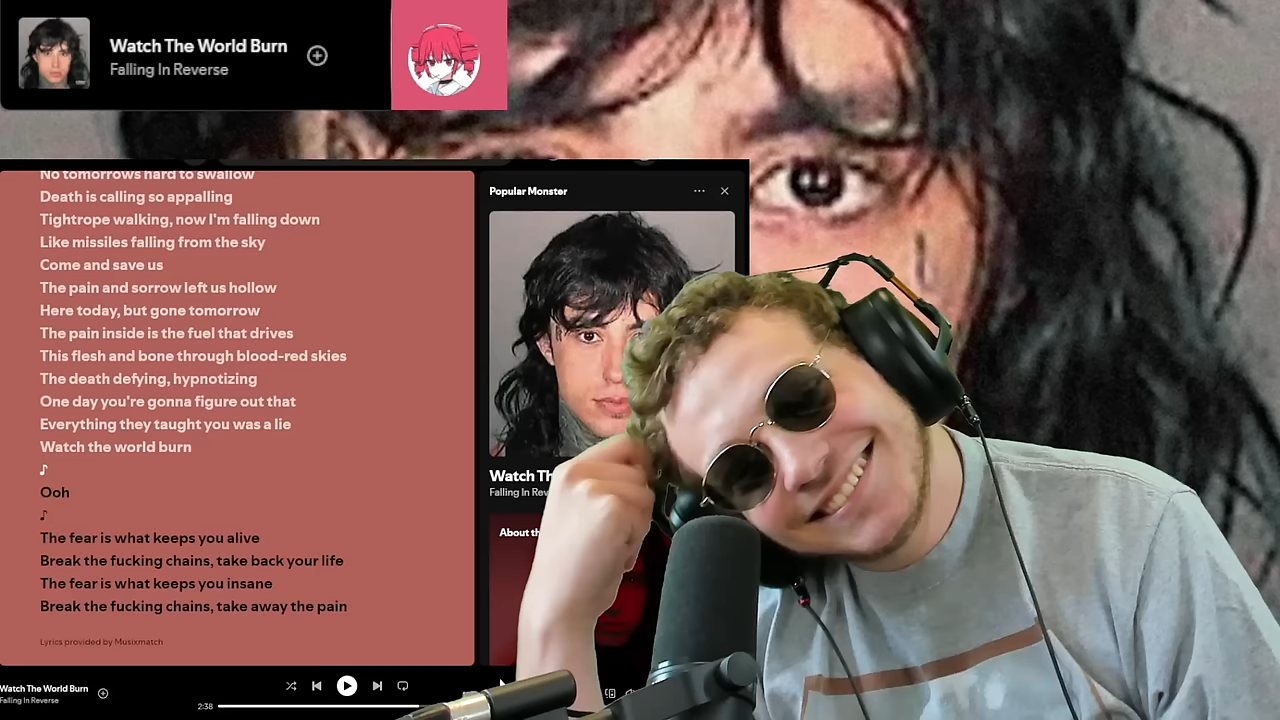 Watch The World Burn
Falling In Reverse
No tomorrows hard to swallow
Death is calling so appalling
Tightrope walking, now I'm falling down
Like missiles falling from the sky
Come and save us
The pain and sorrow left us hollow
Here today, but gone tomorrow
The pain inside is the fuel that drives
This flesh and bone through blood-red skies
The death defying, hypnotizing
One day you're gonna figure out that
Everything they taught you was a lie
Watch the world burn
♪
Ooh
♪
The fear is what keeps you alive
Break the fucking chains, take back your life
The fear is what keeps you insane
Break the fucking chains, take away the pain
Lyrics provided by Musixmatch
Popular Monster
Watch Th
Falling In Rev
About th
Watch The World Burn
Falling In Reverse
2:38